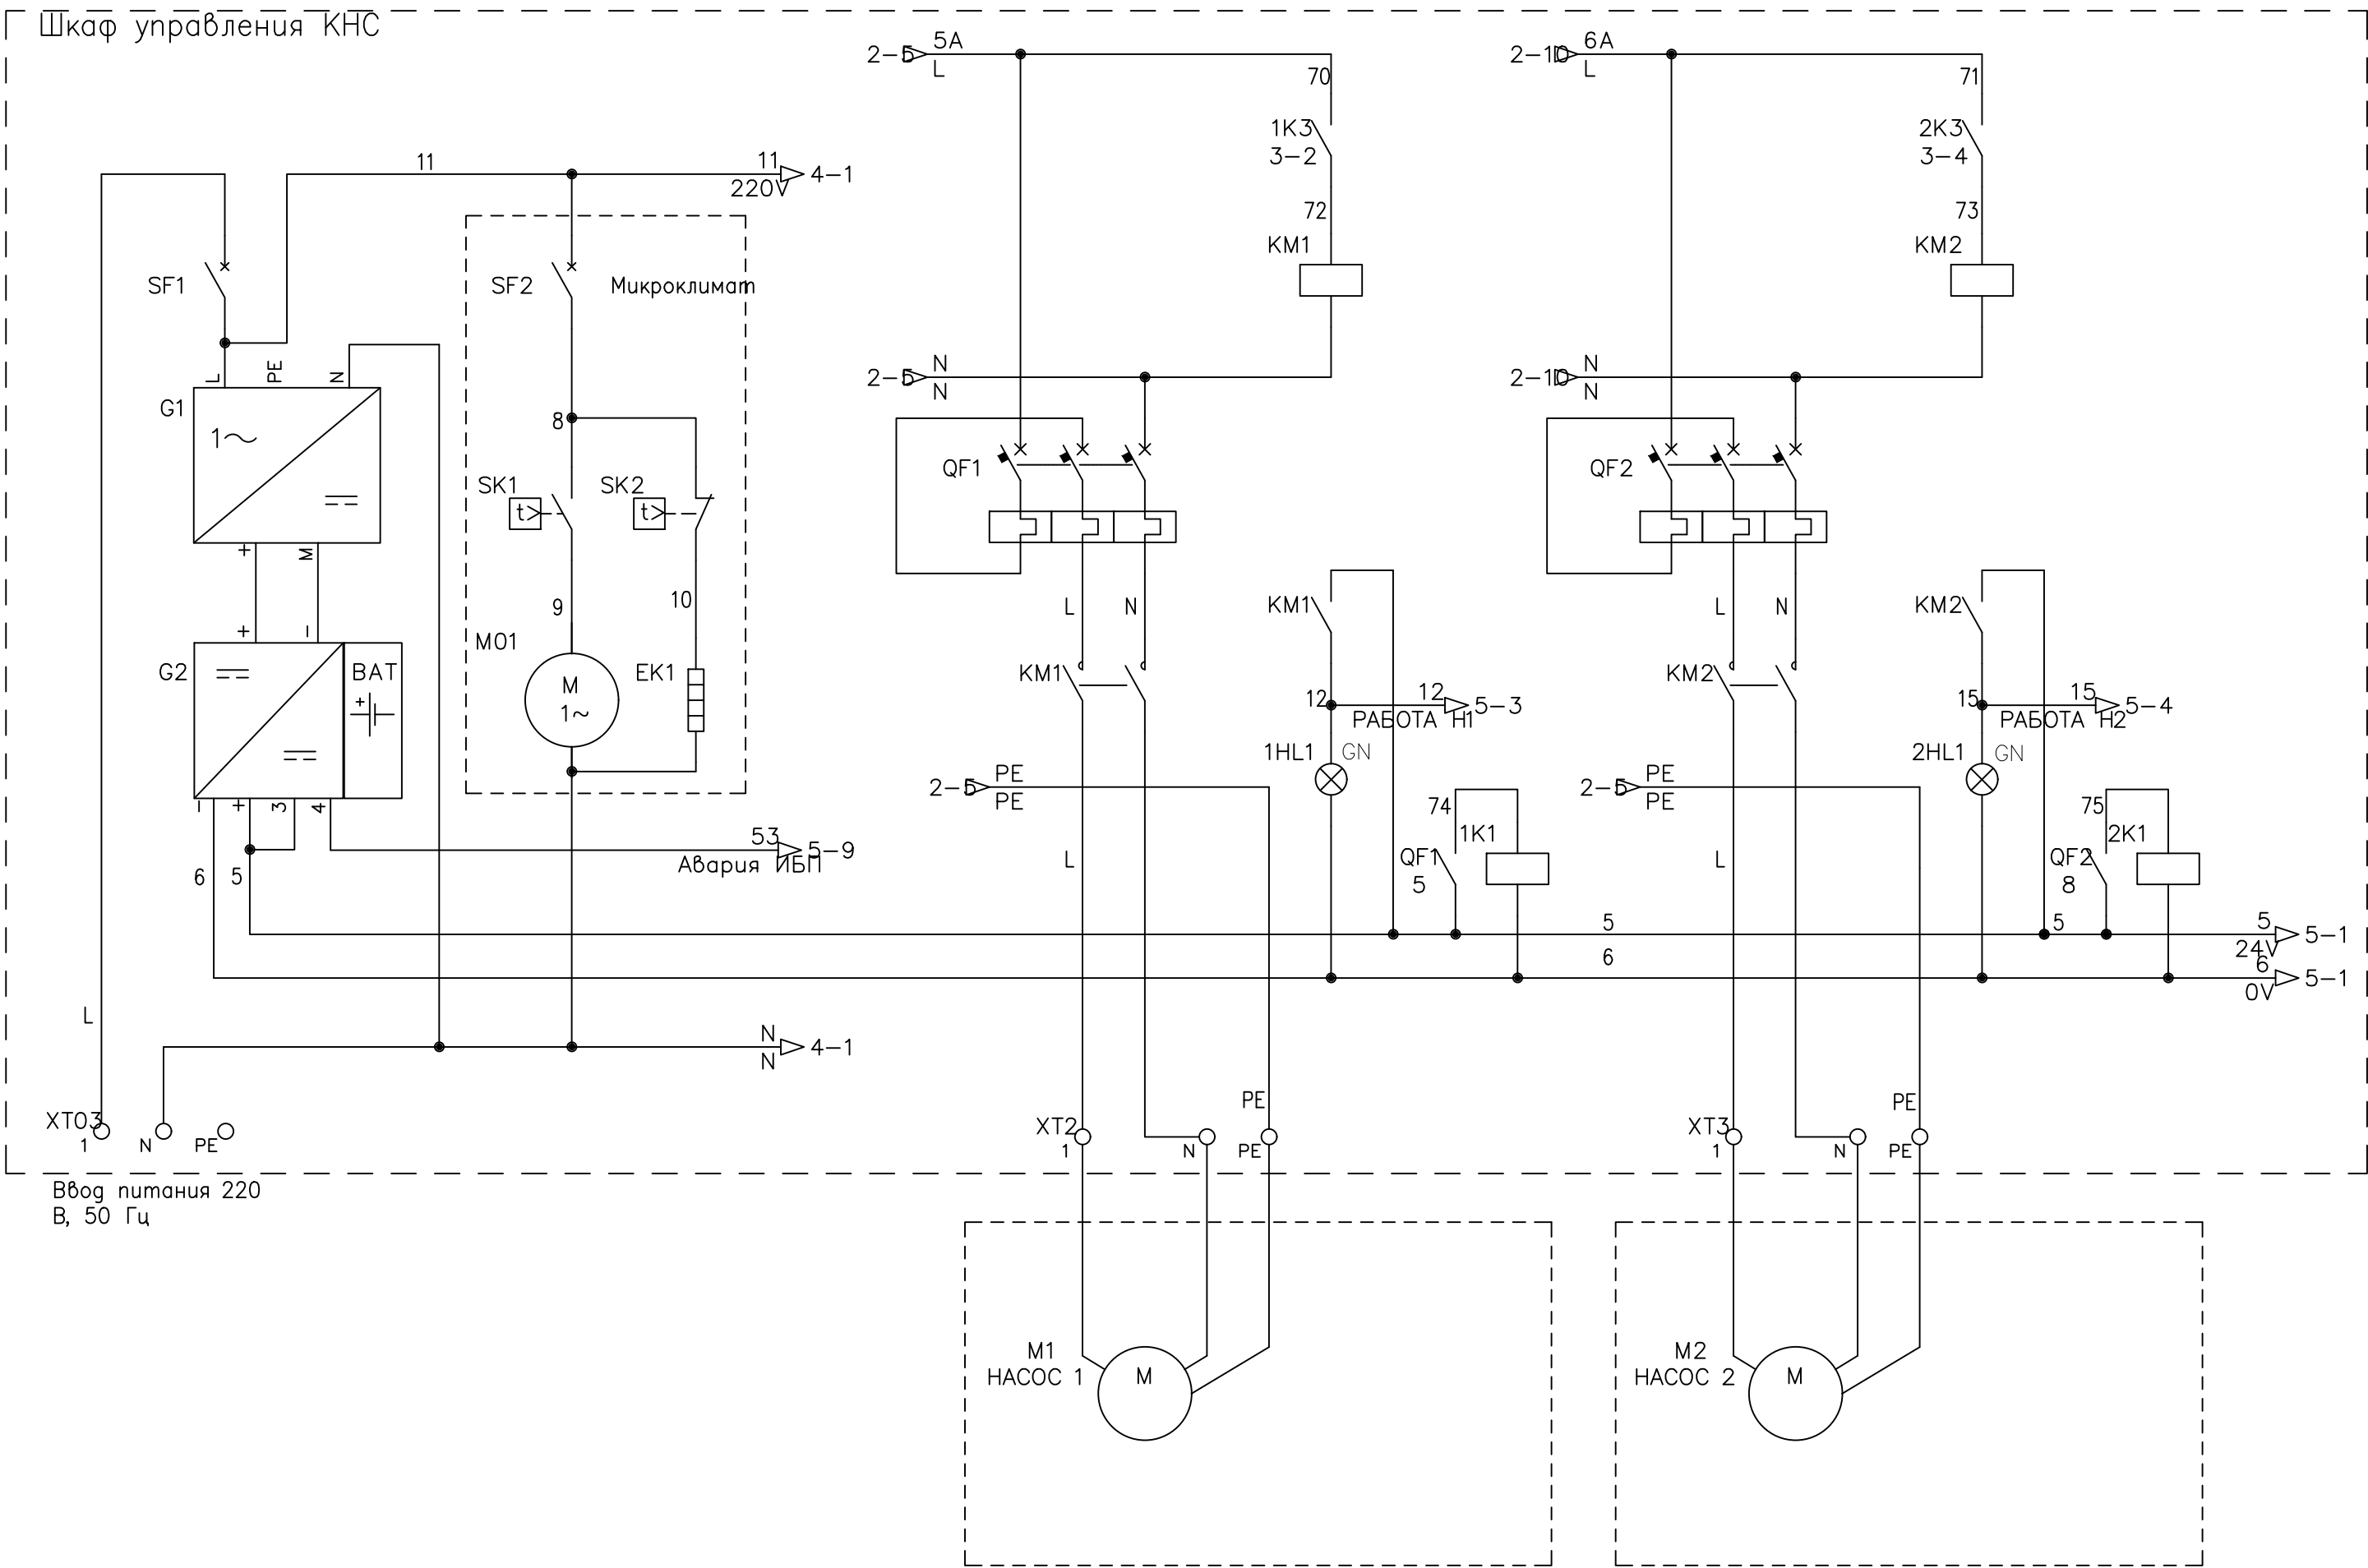 Шкаф управления КНС
2-5
5A
L
70
1K3
3-2
72
KM1
2-10
6A
L
71
2K3
3-4
73
KM2
11
11
220V
4-1
SF1
SF2
Микроклимат
L
PE
N
G1
1~
+
M
+
-
G2
BAT
+
-
+
3
4
6
5
8
SK1
t>
SK2
t>
9
10
MO1
M
1~
EK1
53
Авария ИБП
5-9
2-5
N
N
2-10
N
N
QF1
QF2
L
N
L
N
KM1
KM1
KM2
KM2
12
12
РАБОТА Н1
5-3
15
15
РАБОТА Н2
5-4
1HL1
GN
2HL1
GN
2-5
PE
PE
2-5
PE
PE
L
L
74
1K1
QF1
5
75
2K1
QF2
8
5
5
5
24V
5-1
6
6
0V
5-1
L
N
N
4-1
XT03
1
N
PE
XT2
1
N
PE
PE
XT3
1
N
PE
PE
Ввод питания 220
В, 50 Гц
M1
НАСОС 1
M
M2
НАСОС 2
M